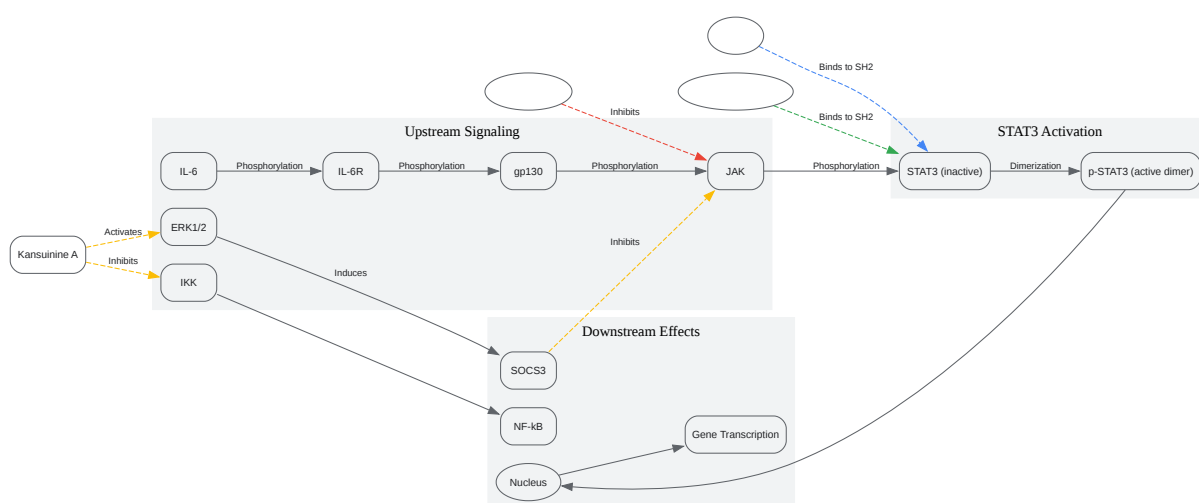 Binds to SH2
Inhibits
Binds to SH2
Upstream Signaling
STAT3 Activation
IL-6
Phosphorylation
IL-6R
Phosphorylation
gp130
Phosphorylation
JAK
Phosphorylation
STAT3 (inactive)
Dimerization
p-STAT3 (active dimer)
Kansuinine A
Activates
ERK1/2
Inhibits
Inhibits
IKK
Induces
Downstream Effects
SOCS3
NF-kB
Gene Transcription
Nucleus